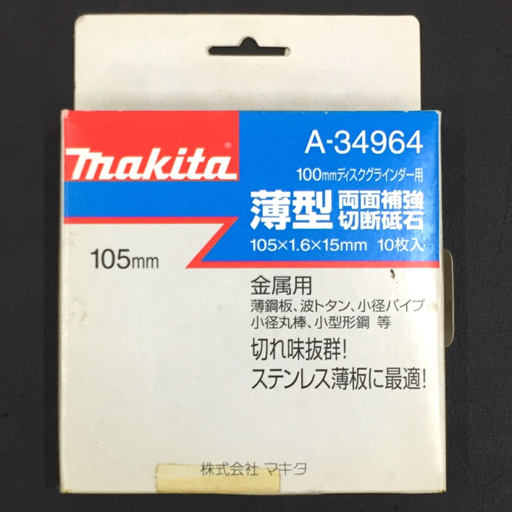 makita
A-34964
100mmディスクグラインダー用
薄型 両面補強
切断砥石
105×1.6×15mm 10枚入
105mm
金属用
薄鋼板、波トタン、小径パイプ
小径丸棒、小型形鋼 等
切れ味抜群!
ステンレス薄板に最適!
株式会社 マキタ